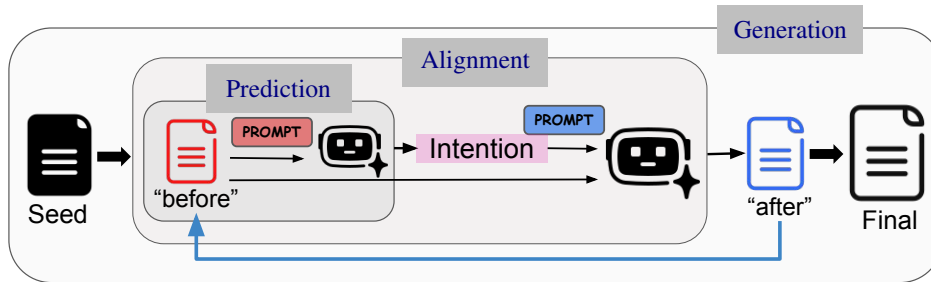 Generation
Alignment
Prediction
PROMPT
PROMPT
Intention
Seed
“before”
“after”
Final